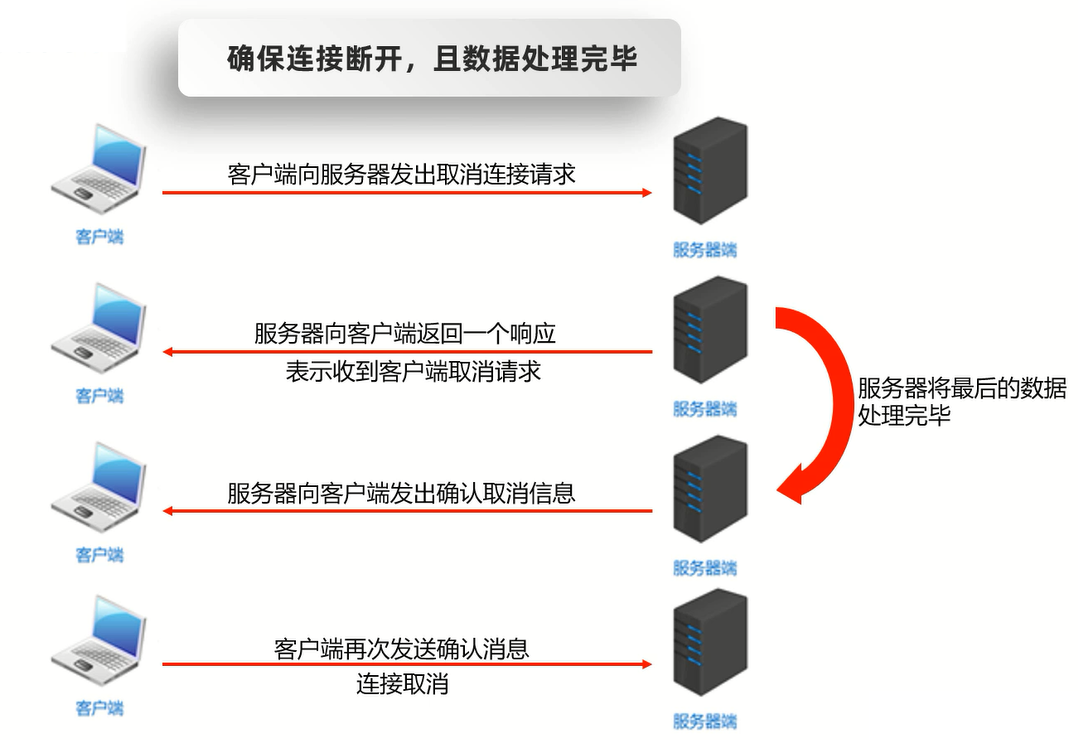 确保连接断开，且数据处理完毕
客户端向服务器发出取消连接请求
客户端
服务器端
服务器向客户端返回一个响应
表示收到客户端取消请求
客户端
服务器端
服务器将最后的数据
处理完毕
服务器向客户端发出确认取消信息
客户端
服务器端
客户端再次发送确认消息
连接取消
客户端
服务器端